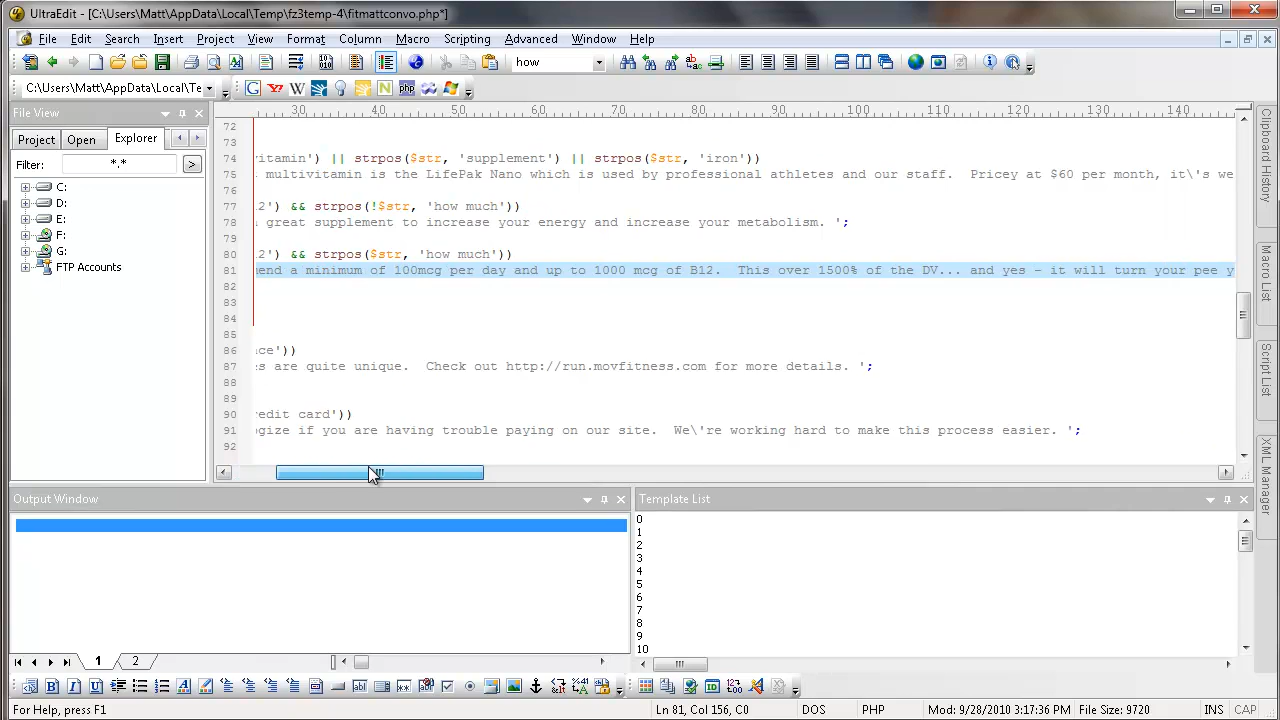 UltraEdit - [C:\Users\Matt\AppData\Local\Temp\fz3temp-4\fitmattconvo.php*]
File Edit Search Insert Project View Format Column Macro Scripting Advanced Window Help
how
C:\Users\Matt\AppData\Local\Te
File View
Project Open Explorer
Filter: *.* >
C:
D:
E:
G:
FTP Accounts
30 40 50 60 70 80 90 100 110 120 130 140
72
73
74 vitamin') || strpos($str, 'supplement') || strpos($str, 'iron'))
75 multivitamin is the LifePak Nano which is used by professional athletes and our staff.  Pricey at $60 per month, it\'s we
76
77 12') && strpos(!$str, 'how much'))
78 great supplement to increase your energy and increase your metabolism. ';
79
80 12') && strpos($str, 'how much'))
81 mend a minimum of 100mcg per day and up to 1000 mcg of B12.  This over 1500% of the DV... and yes - it will turn your pee y
82
83
84
85
86 nce'))
87 es are quite unique.  Check out http://run.movfitness.com for more details. ';
88
89
90 redit card'))
91 ogize if you are having trouble paying on our site.  We\'re working hard to make this process easier. ';
92
Clipboard History
Macro List
Script List
XML Manager
Output Window
1 2
Template List
0
1
2
3
4
5
6
7
8
9
10
For Help, press F1
Ln 81, Col 156, C0
DOS
PHP
Mod: 9/28/2010 3:17:36 PM
File Size: 9720
INS
CAP